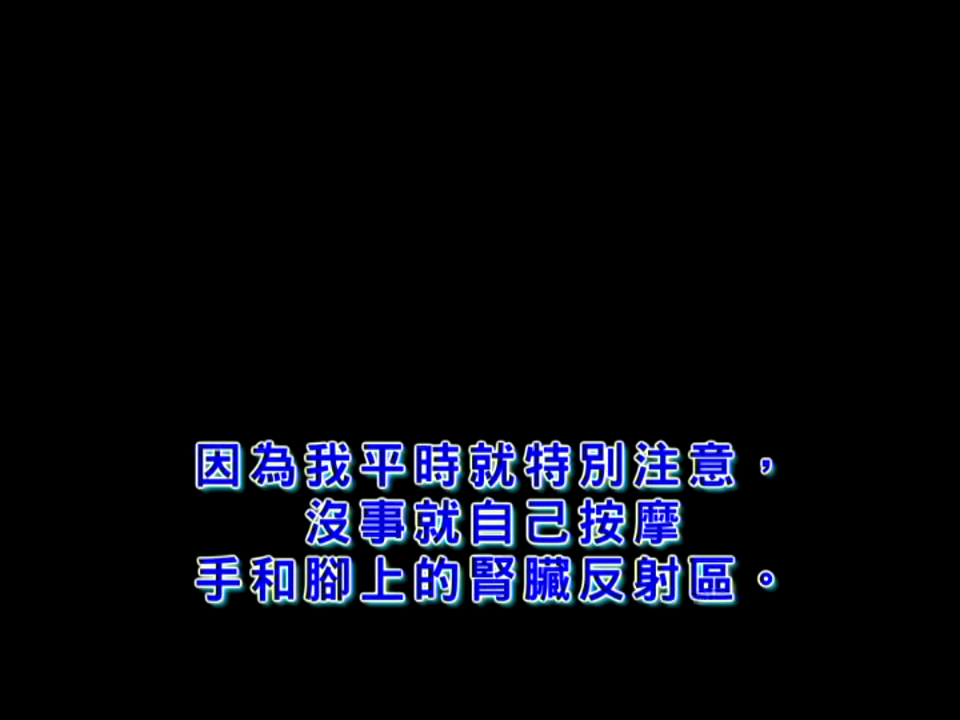 因為我平時就特別注意，
沒事就自己按摩
手和腳上的腎臟反射區。